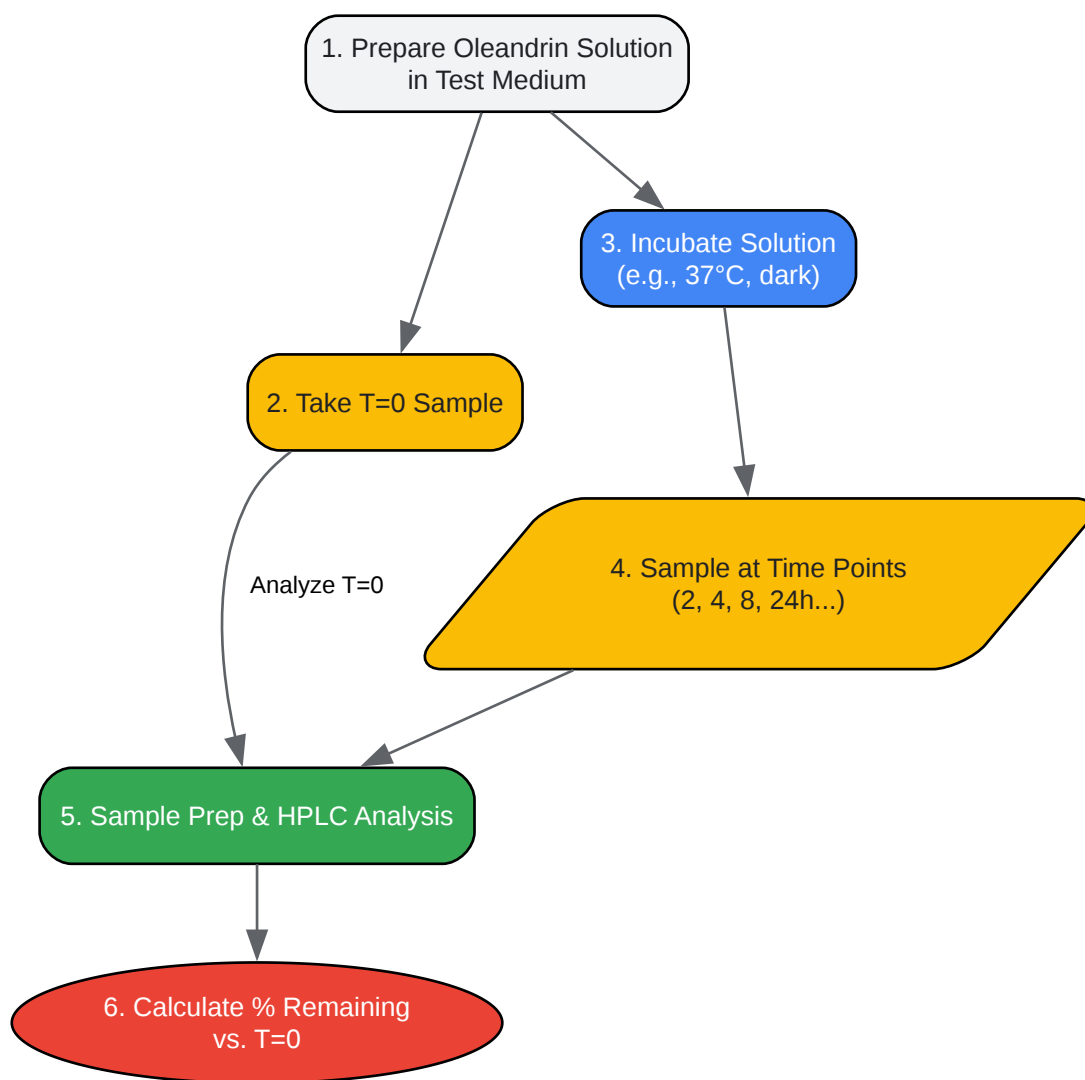 1. Prepare Oleandrin Solution
in Test Medium
3. Incubate Solution
(e.g., 37°C, dark)
2. Take T=0 Sample
4. Sample at Time Points
(2, 4, 8, 24h...)
Analyze T=0
5. Sample Prep & HPLC Analysis
6. Calculate % Remaining
vs. T=0